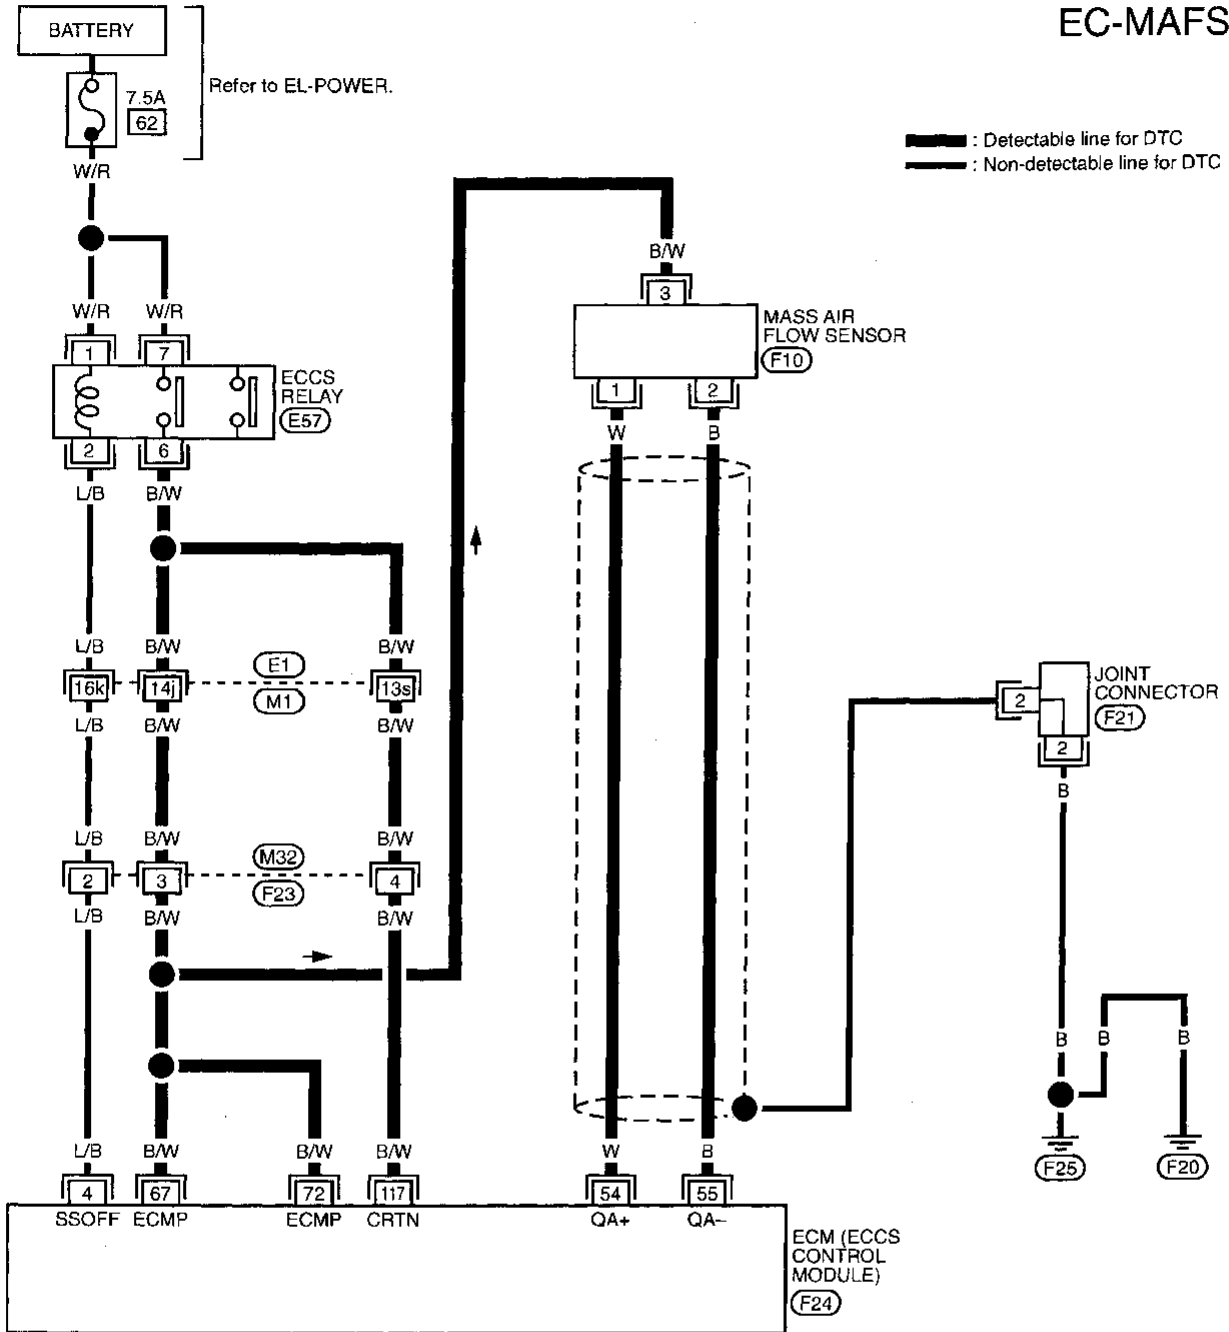 EC-MAFS
BATTERY
7.5A
62
Refer to EL-POWER.
: Detectable line for DTC
: Non-detectable line for DTC
W/R
B/W
3
MASS AIR
FLOW SENSOR
F10
W/R W/R
1 7
ECCS
RELAY
E57
1 2
W B
2 6
L/B B/W
L/B B/W B/W
16k 14j E1 M1 13s
L/B B/W B/W
JOINT
CONNECTOR
F21
2
2
B
L/B B/W B/W
2 3 M32 F23 4
L/B B/W B/W
B B B
F25 F20
L/B B/W B/W B/W W B
4 67 72 117 54 55
SSOFF ECMP ECMP CRTN QA+ QA-
ECM (ECCS
CONTROL
MODULE)
F24